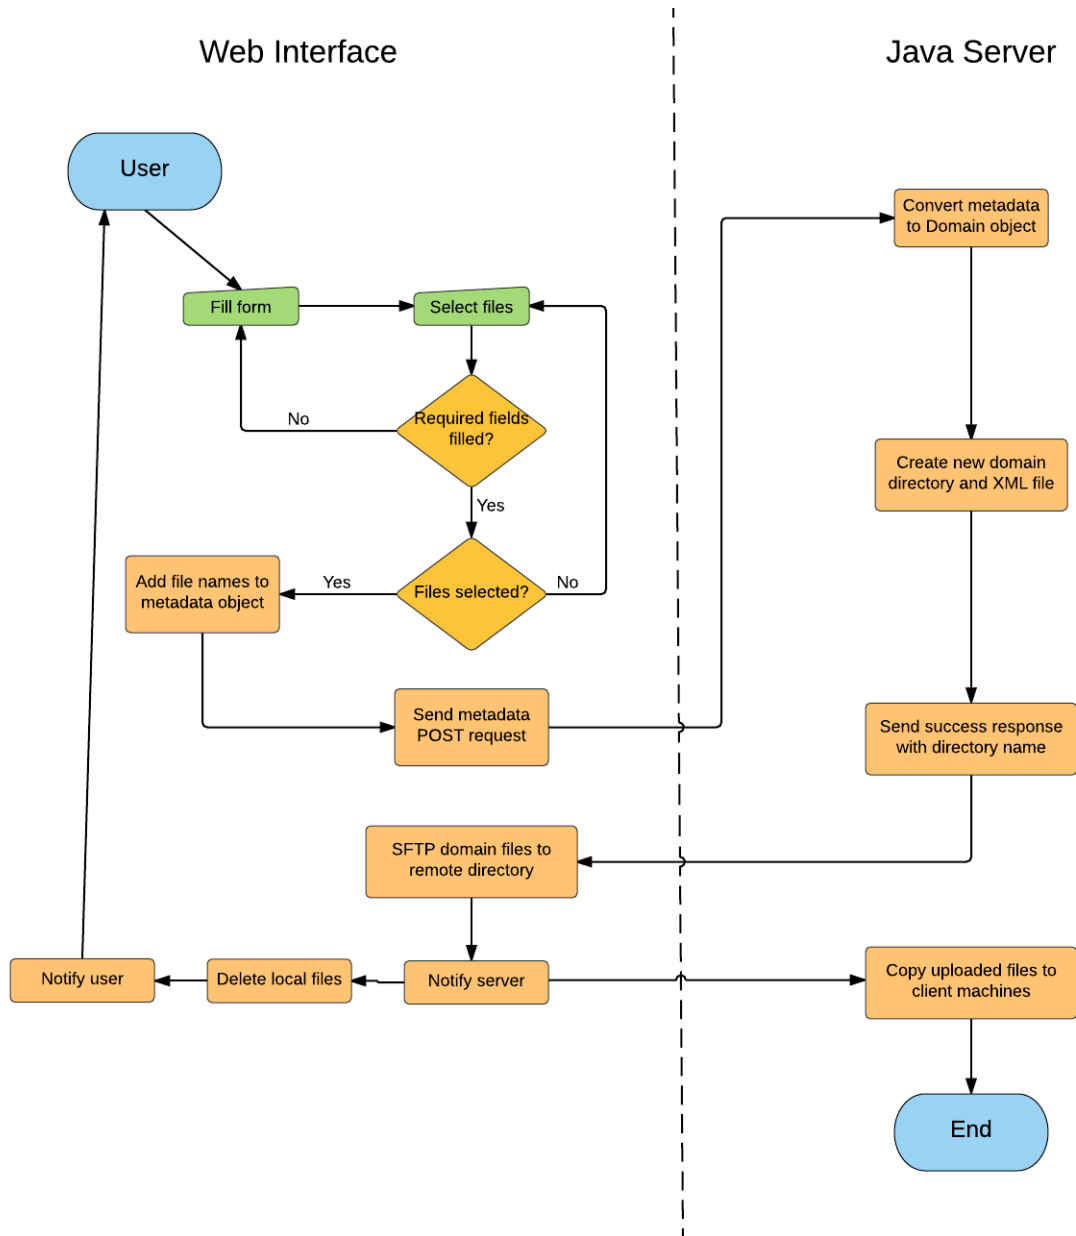 Web Interface
Java Server
User
Convert metadata
to Domain object
Fill form
Select files
Required fields
filled?
No
Yes
Create new domain
directory and XML file
Add file names to
metadata object
Yes
Files selected?
No
Send metadata
POST request
Send success response
with directory name
SFTP domain files to
remote directory
Notify user
Delete local files
Notify server
Copy uploaded files to
client machines
End